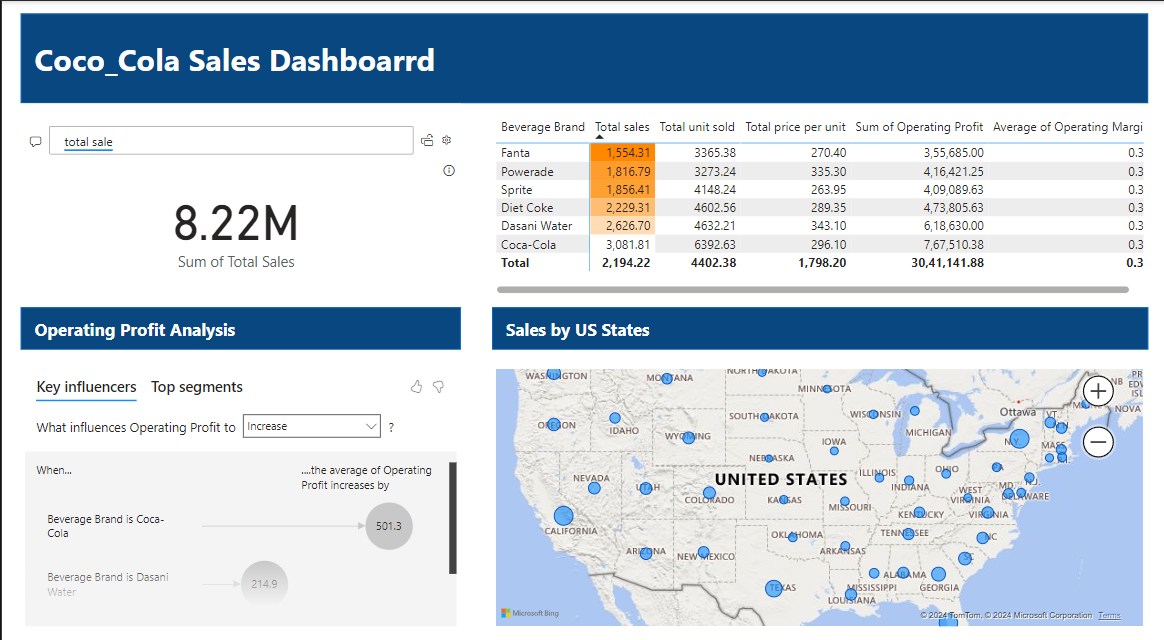 Coco_Cola Sales Dashboarrd
total sale
8.22M
Sum of Total Sales
Beverage Brand Total sales Total unit sold Total price per unit Sum of Operating Profit Average of Operating Margi
Fanta 1,554.31 3365.38 270.40 3,55,685.00 0.3
Powerade 1,816.79 3273.24 335.30 4,16,421.25 0.3
Sprite 1,856.41 4148.24 263.95 4,09,089.63 0.3
Diet Coke 2,229.31 4602.56 289.35 4,73,805.63 0.3
Dasani Water 2,626.70 4632.21 343.10 6,18,630.00 0.3
Coca-Cola 3,081.81 6392.63 296.10 7,67,510.38 0.3
Total 2,194.22 4402.38 1,798.20 30,41,141.88 0.3
Operating Profit Analysis
Key influencers Top segments
What influences Operating Profit to Increase ?
When...
....the average of Operating
Profit increases by
Beverage Brand is Coca-
Cola
501.3
Beverage Brand is Dasani
Water
214.9
Sales by US States
WASHINGTON
MONTANA
NORTH DAKOTA
MINNESOTA
OREGON
IDAHO
WYOMING
SOUTH DAKOTA
WISCONSIN
MICHIGAN
Ottawa
VT.
NOVA
N.Y.
MASS
R.I.
IOWA
NEBRASKA
NEVADA
UTAH
COLORADO
UNITED STATES
KANSAS
ILLINOIS
INDIANA
OHIO
PA
N.J.
MD.
DELAWARE
WEST
VIRGINIA
VIRGINIA
MISSOURI
KENTUCKY
CALIFORNIA
ARIZONA
NEW MEXICO
OKLAHOMA
ARKANSAS
TENNESSEE
NC
SC
TEXAS
LOUISIANA
MISSISSIPPI
ALABAMA
GEORGIA
NB
PR
EDV
ISL
Microsoft Bing
© 2024 TomTom, © 2024 Microsoft Corporation Terms